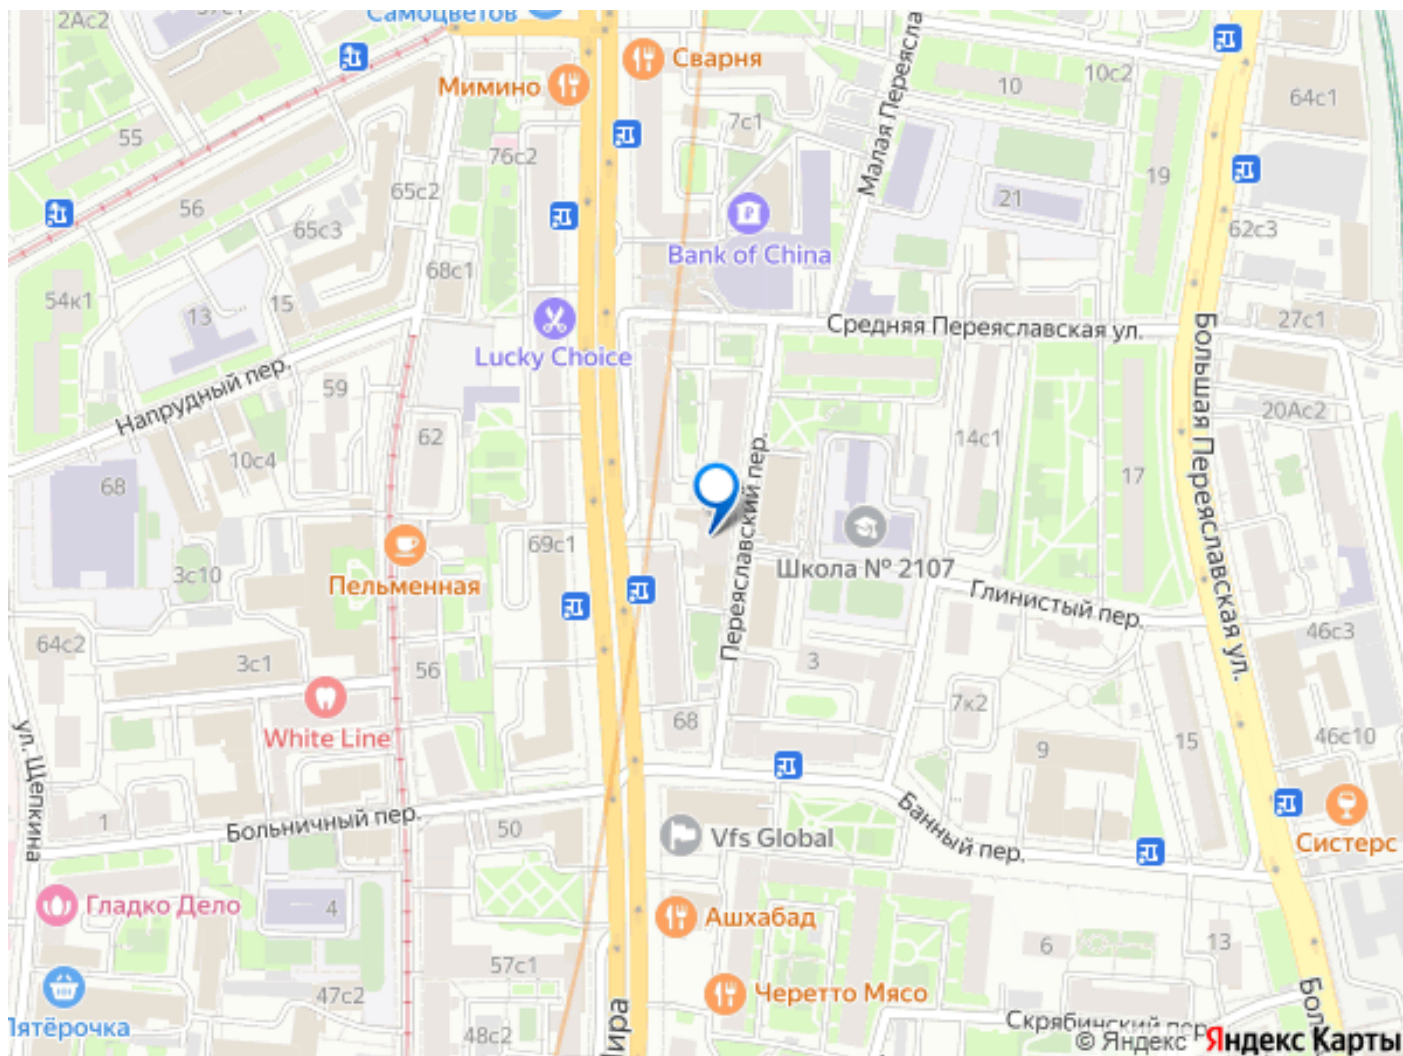 2Ас2
Самоцветов
Сварня
Мимино
Малая Переясла
10с2
10
64с1
55
7с1
76с2
19
65с2
56
21
65с3
62с3
Bank of China
68с1
54к1
15
13
Средняя Переяславская ул.
27с1
Lucky Choice
Большая Переяславская ул.
Напрудный пер.
59
20Ас2
62
14с1
10с4
17
68
Переяславский пер.
69с1
Школа № 2107
3с10
Пельменная
Глинистый пер.
64с2
46с3
3с1
56
3
7к2
68
ул. Щепкина
White Line
9
15
46с10
1
Больничный пер.
50
Банный пер.
Vfs Global
Систерс
Гладко Дело
4
Ашхабад
6
13
57с1
47с2
Черетто Мясо
Бол
48с2
Скрябинский пер
© Яндекс Яндекс Карты